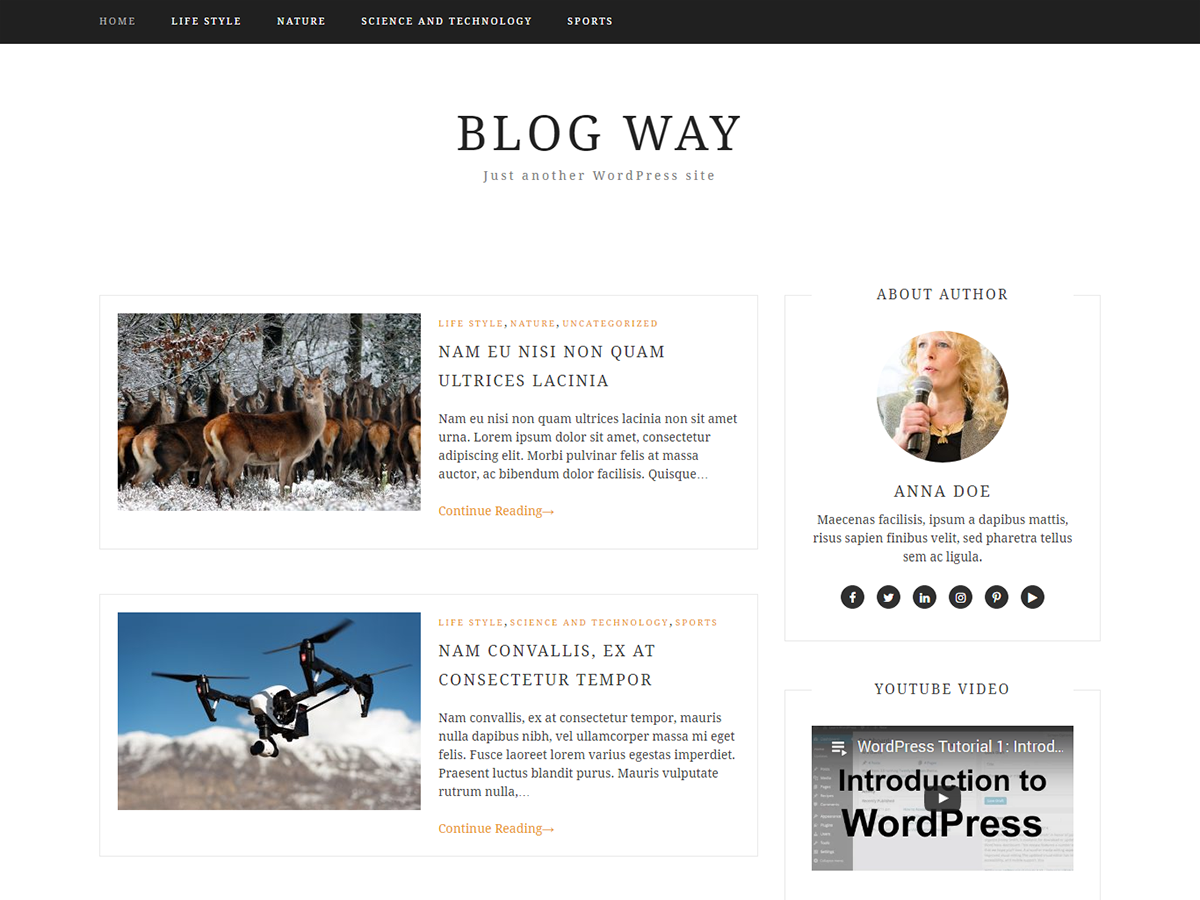 HOME LIFE STYLE NATURE SCIENCE AND TECHNOLOGY SPORTS
BLOG WAY
Just another WordPress site
LIFE STYLE, NATURE, UNCATEGORIZED
NAM EU NISI NON QUAM
ULTRICES LACINIA
Nam eu nisi non quam ultrices lacinia non sit amet
urna. Lorem ipsum dolor sit amet, consectetur
adipiscing elit. Morbi pulvinar felis at massa
auctor, ac bibendum dolor facilisis. Quisque…
Continue Reading→
LIFE STYLE, SCIENCE AND TECHNOLOGY, SPORTS
NAM CONVALLIS, EX AT
CONSECTETUR TEMPOR
Nam convallis, ex at consectetur tempor, mauris
nulla dapibus nibh, vel ullamcorper massa mi eget
felis. Fusce laoreet lorem varius egestas imperdiet.
Praesent luctus blandit purus. Mauris vulputate
rutrum nulla,…
Continue Reading→
ABOUT AUTHOR
ANNA DOE
Maecenas facilisis, ipsum a dapibus mattis,
risus sapien finibus velit, sed pharetra tellus
sem ac ligula.
YOUTUBE VIDEO
WordPress Tutorial 1: Introd…
Introduction to
WordPress